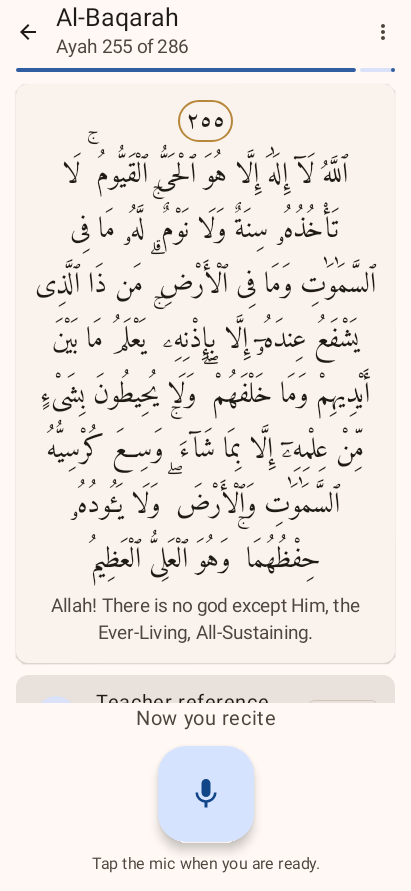 Al-Baqarah
Ayah 255 of 286
٢٥٥
ٱللَّهُ لَآ إِلَٰهَ إِلَّا هُوَ ٱلْحَىُّ ٱلْقَيُّومُ ۚ لَا
تَأْخُذُهُۥ سِنَةٌ وَلَا نَوْمٌ ۚ لَّهُۥ مَا فِى
ٱلسَّمَٰوَٰتِ وَمَا فِى ٱلْأَرْضِ ۗ مَن ذَا ٱلَّذِى
يَشْفَعُ عِندَهُۥٓ إِلَّا بِإِذْنِهِۦ ۚ يَعْلَمُ مَا بَيْنَ
أَيْدِيهِمْ وَمَا خَلْفَهُمْ ۖ وَلَا يُحِيطُونَ بِشَىْءٍ
مِّنْ عِلْمِهِۦٓ إِلَّا بِمَا شَآءَ ۚ وَسِعَ كُرْسِيُّهُ
ٱلسَّمَٰوَٰتِ وَٱلْأَرْضَ ۖ وَلَا يَـُٔودُهُۥ
حِفْظُهُمَا ۚ وَهُوَ ٱلْعَلِىُّ ٱلْعَظِيمُ
Allah! There is no god except Him, the
Ever-Living, All-Sustaining.
Teacher reference
Now you recite
Tap the mic when you are ready.